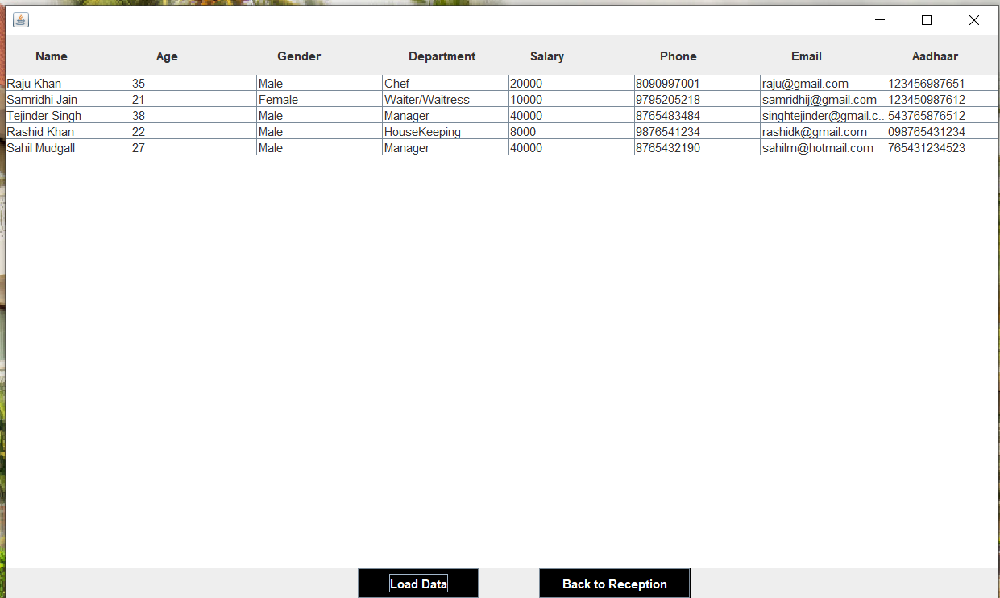 Name Age Gender Department Salary Phone Email Aadhaar
Raju Khan 35 Male Chef 20000 8090997001 raju@gmail.com 123456987651
Samridhi Jain 21 Female Waiter/Waitress 10000 9795205218 samridhij@gmail.com 123450987612
Tejinder Singh 38 Male Manager 40000 8765483484 singhtejinder@gmail.c... 543765876512
Rashid Khan 22 Male HouseKeeping 8000 9876541234 rashidk@gmail.com 098765431234
Sahil Mudgall 27 Male Manager 40000 8765432190 sahilm@hotmail.com 765431234523
Load Data Back to Reception